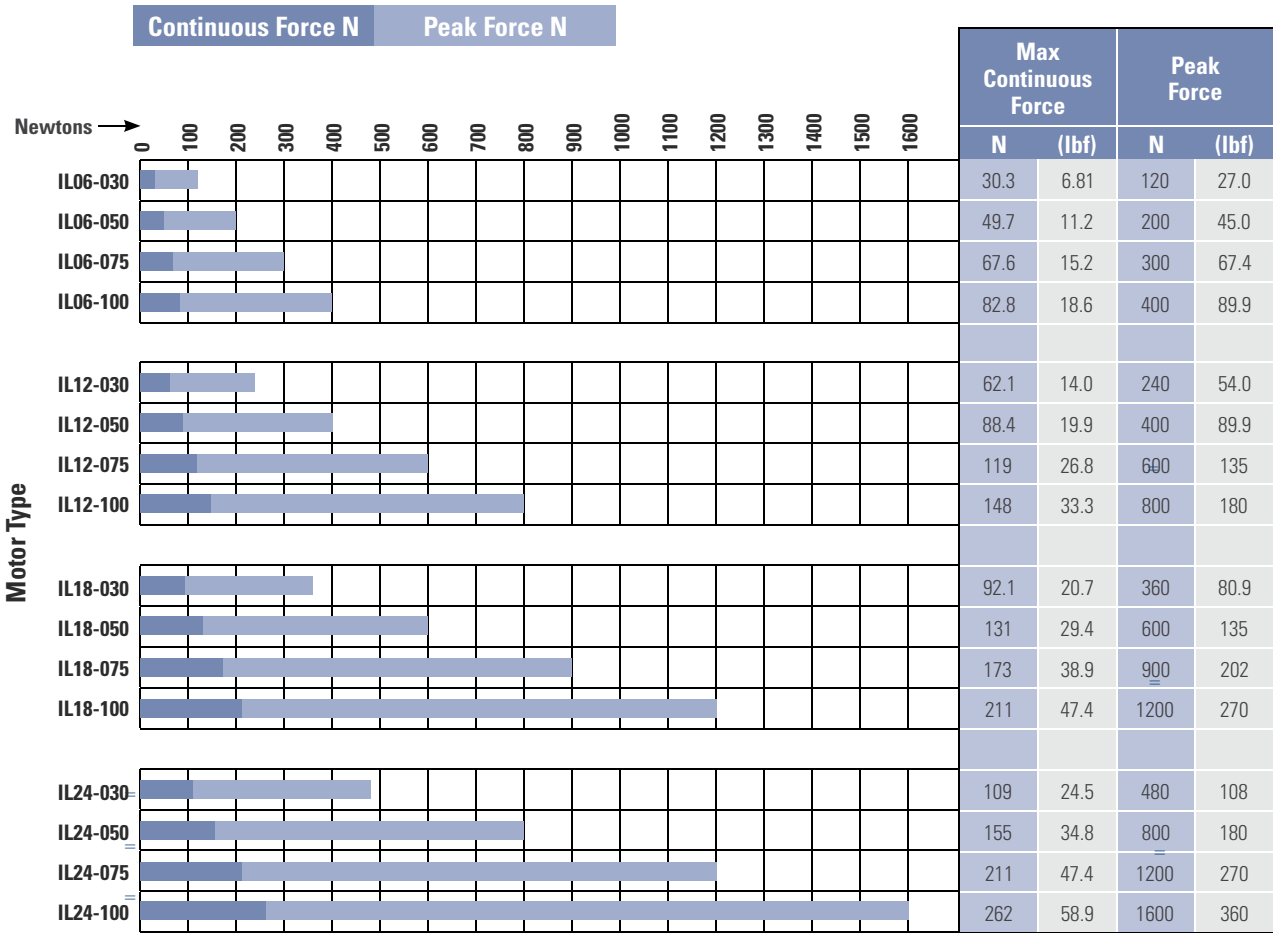 Continuous Force N Peak Force N
Max Continuous Force Peak Force
Newtons 0 100 200 300 400 500 600 700 800 900 1000 1100 1200 1300 1400 1500 1600
N (lbf) N (lbf)
Motor Type
IL06-030 30.3 6.81 120 27.0
IL06-050 49.7 11.2 200 45.0
IL06-075 67.6 15.2 300 67.4
IL06-100 82.8 18.6 400 89.9
IL12-030 62.1 14.0 240 54.0
IL12-050 88.4 19.9 400 89.9
IL12-075 119 26.8 600 135
IL12-100 148 33.3 800 180
IL18-030 92.1 20.7 360 80.9
IL18-050 131 29.4 600 135
IL18-075 173 38.9 900 202
IL18-100 211 47.4 1200 270
IL24-030 109 24.5 480 108
IL24-050 155 34.8 800 180
IL24-075 211 47.4 1200 270
IL24-100 262 58.9 1600 360